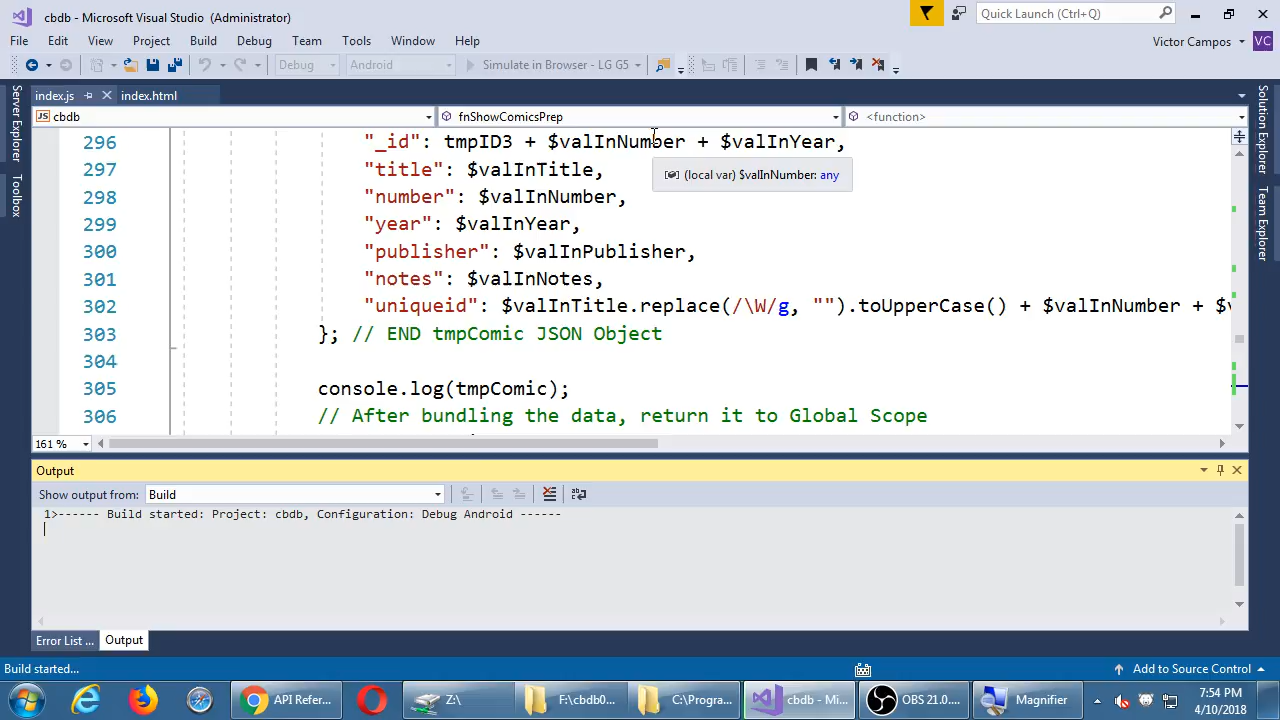 cbdb - Microsoft Visual Studio (Administrator)
Quick Launch (Ctrl+Q)
File Edit View Project Build Debug Team Tools Window Help
Victor Campos VC
Debug Android Simulate in Browser - LG G5
Server Explorer
Toolbox
Solution Explorer
Team Explorer
index.js index.html
JS cbdb fnShowComicsPrep <function>
296 "_id": tmpID3 + $valInNumber + $valInYear,
(local var) $valInNumber: any
297 "title": $valInTitle,
298 "number": $valInNumber,
299 "year": $valInYear,
300 "publisher": $valInPublisher,
301 "notes": $valInNotes,
302 "uniqueid": $valInTitle.replace(/\W/g, "").toUpperCase() + $valInNumber + $v
303 }; // END tmpComic JSON Object
304
305 console.log(tmpComic);
306 // After bundling the data, return it to Global Scope
161 %
Output
Show output from: Build
1>------ Build started: Project: cbdb, Configuration: Debug Android ------
Error List ... Output
Build started...
Add to Source Control
API Refer... Z:\ F:\cbdb0... C:\Progra... cbdb - Mi... OBS 21.0.... Magnifier
7:54 PM
4/10/2018